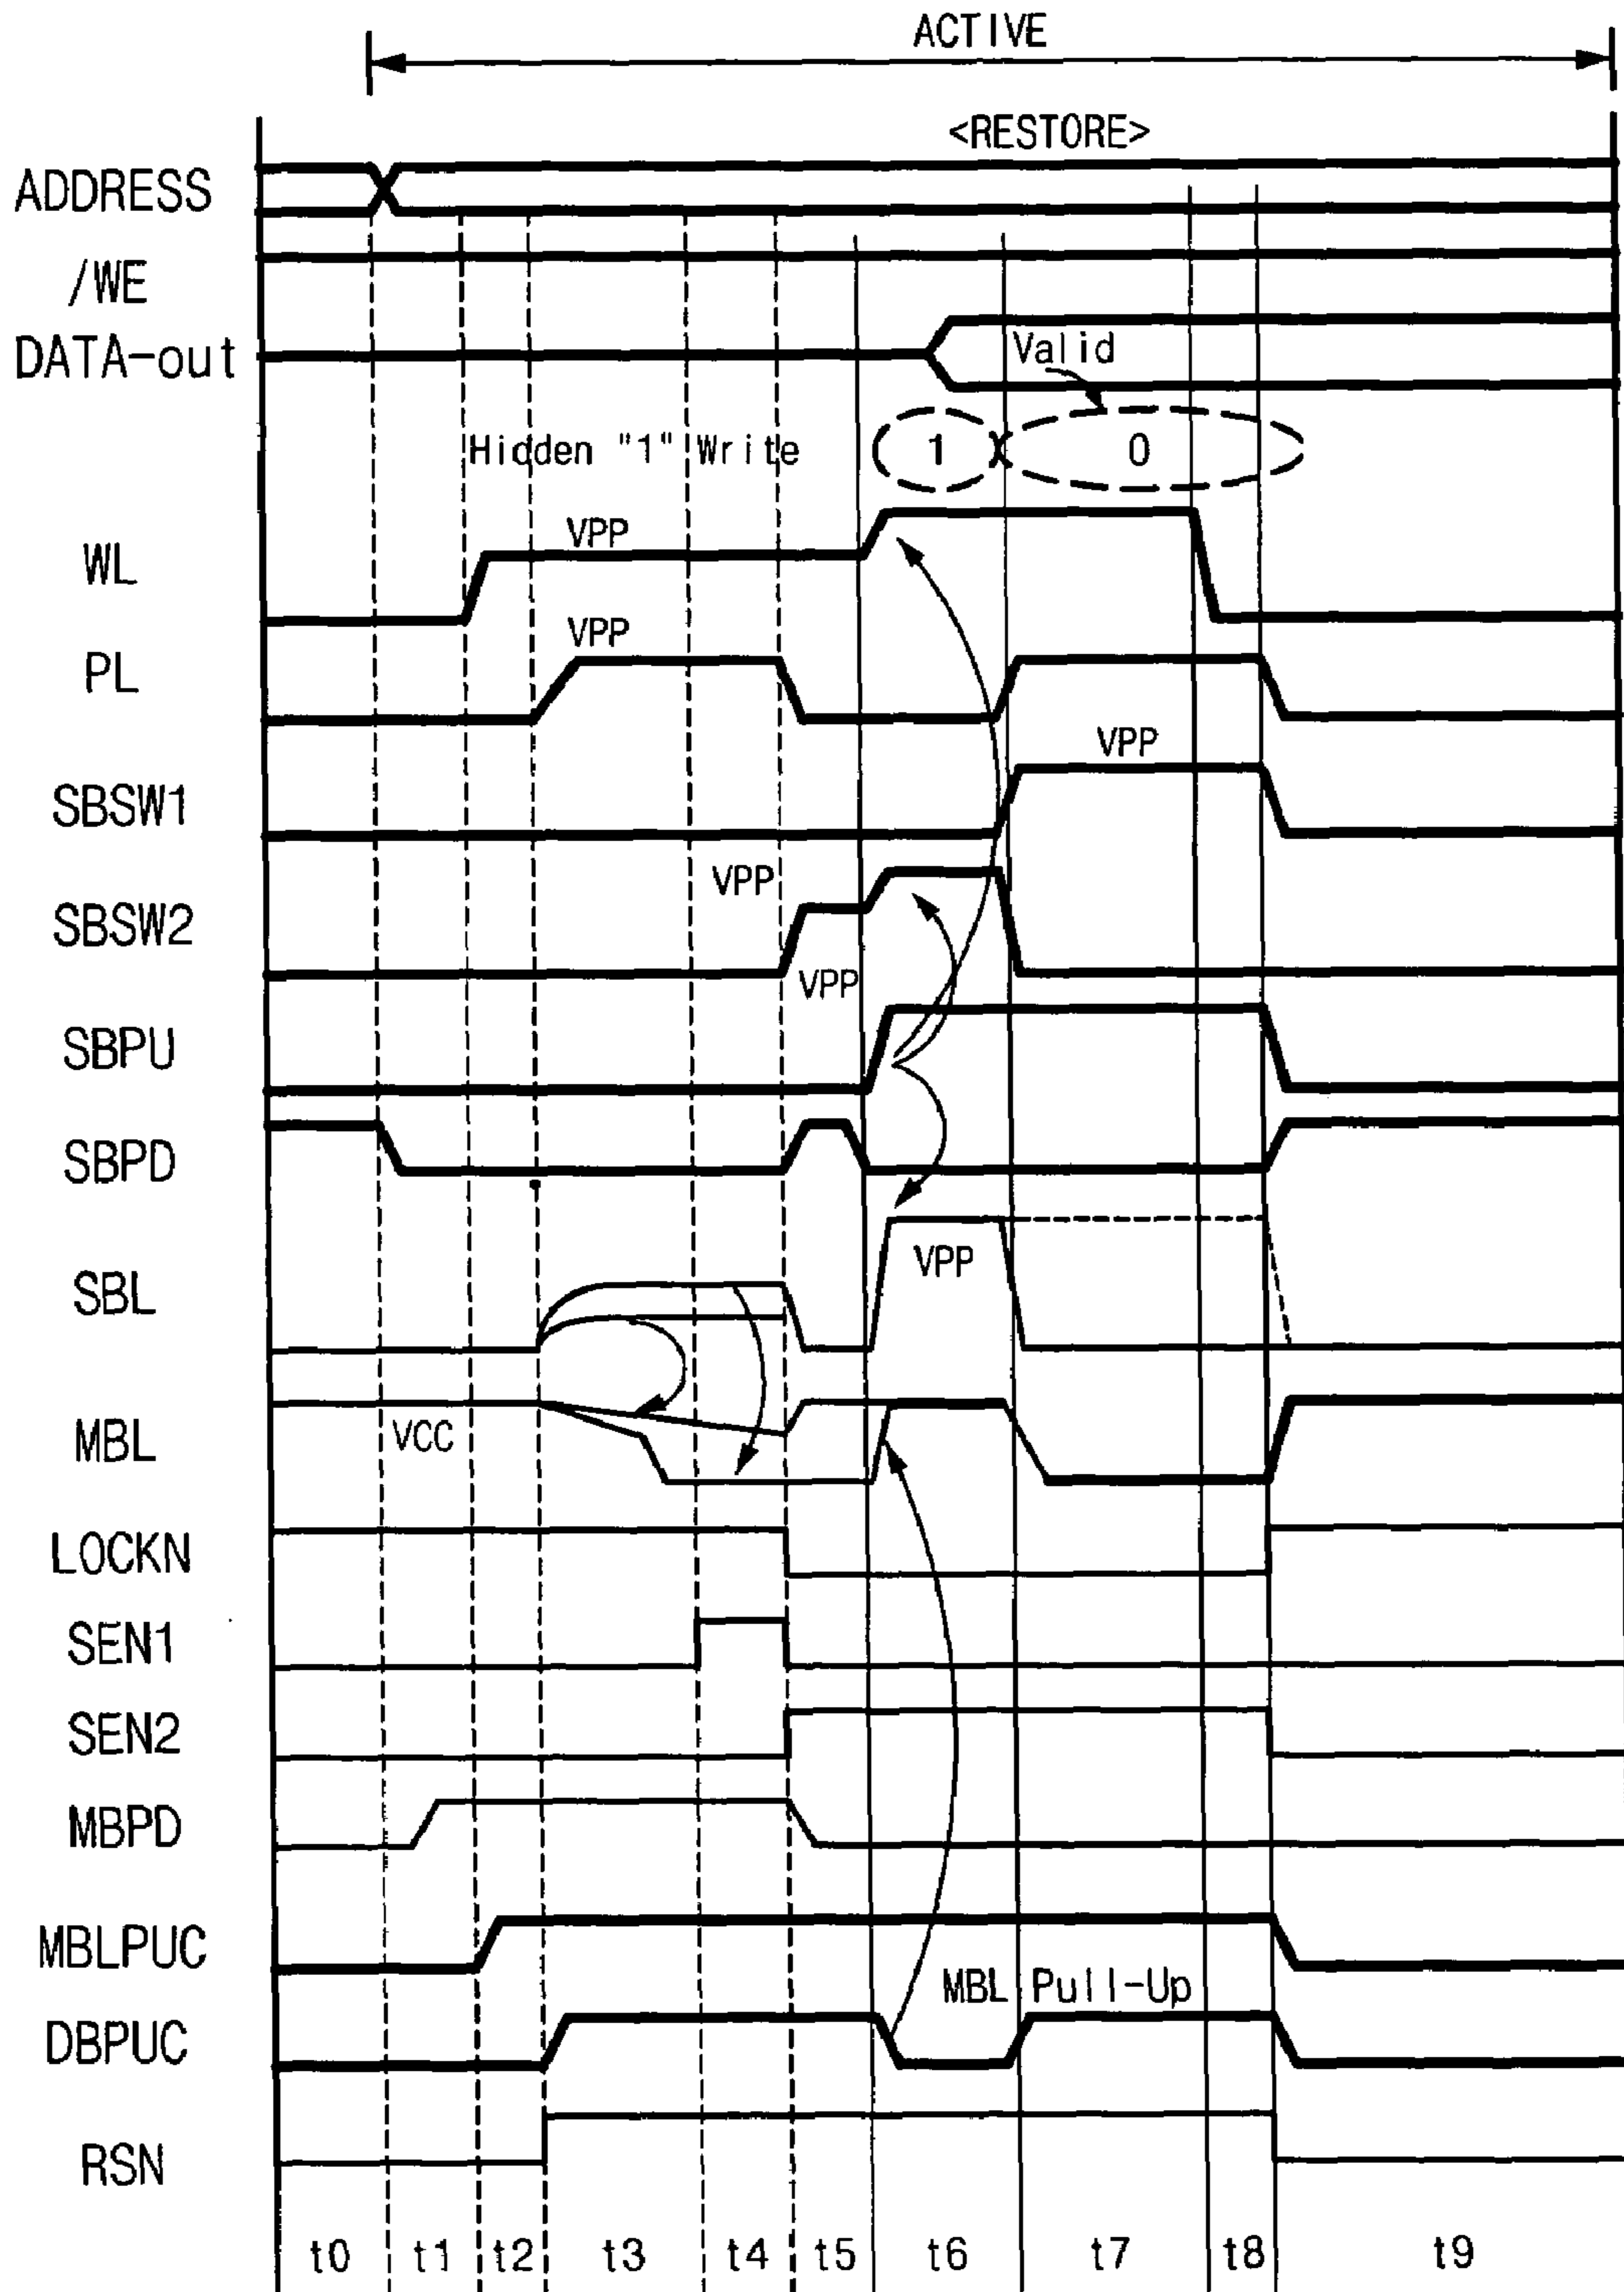 ACTIVE
<RESTORE>
ADDRESS
/WE
DATA-out
Valid
Hidden "1" Write
1
0
WL
VPP
PL
VPP
SBSW1
VPP
SBSW2
VPP
SBPU
VPP
SBPD
SBL
VPP
MBL
VCC
LOCKN
SEN1
SEN2
MBPD
MBLPUC
MBL Pull-Up
DBPUC
RSN
t0 t1 t2 t3 t4 t5 t6 t7 t8 t9